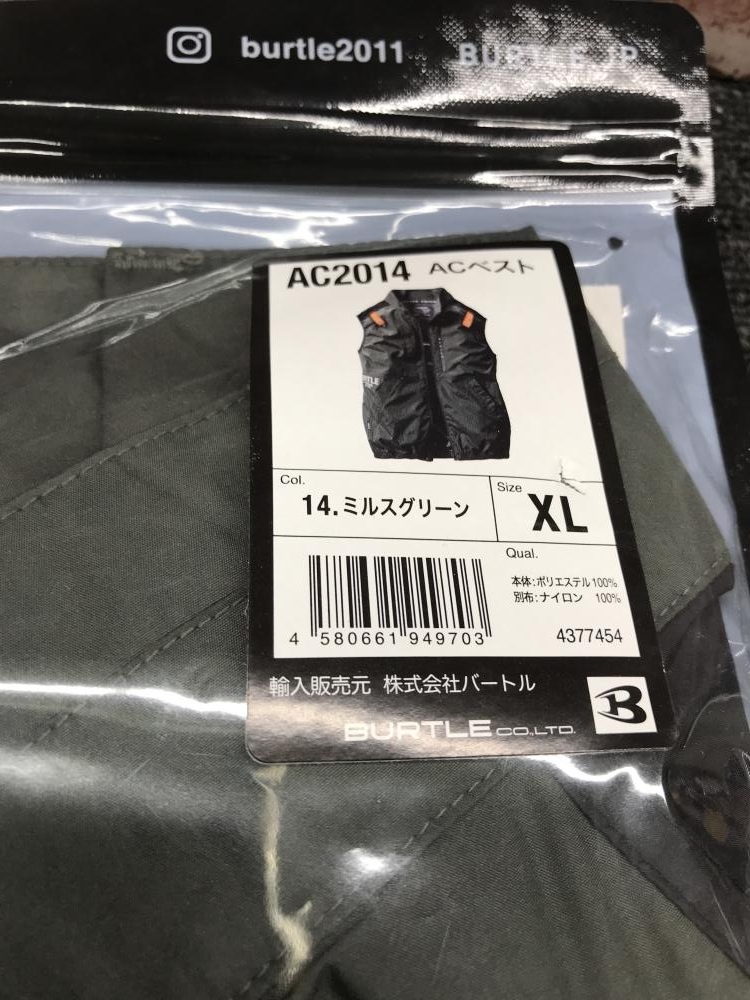 burtle2011 BURTLE JP
AC2014 ACベスト
Col.
14.ミルスグリーン
Size
XL
Qual.
本体:ポリエステル100%
別布:ナイロン 100%
4 580661 949703
4377454
輸入販売元 株式会社バートル
B
BURTLE CO.,LTD.